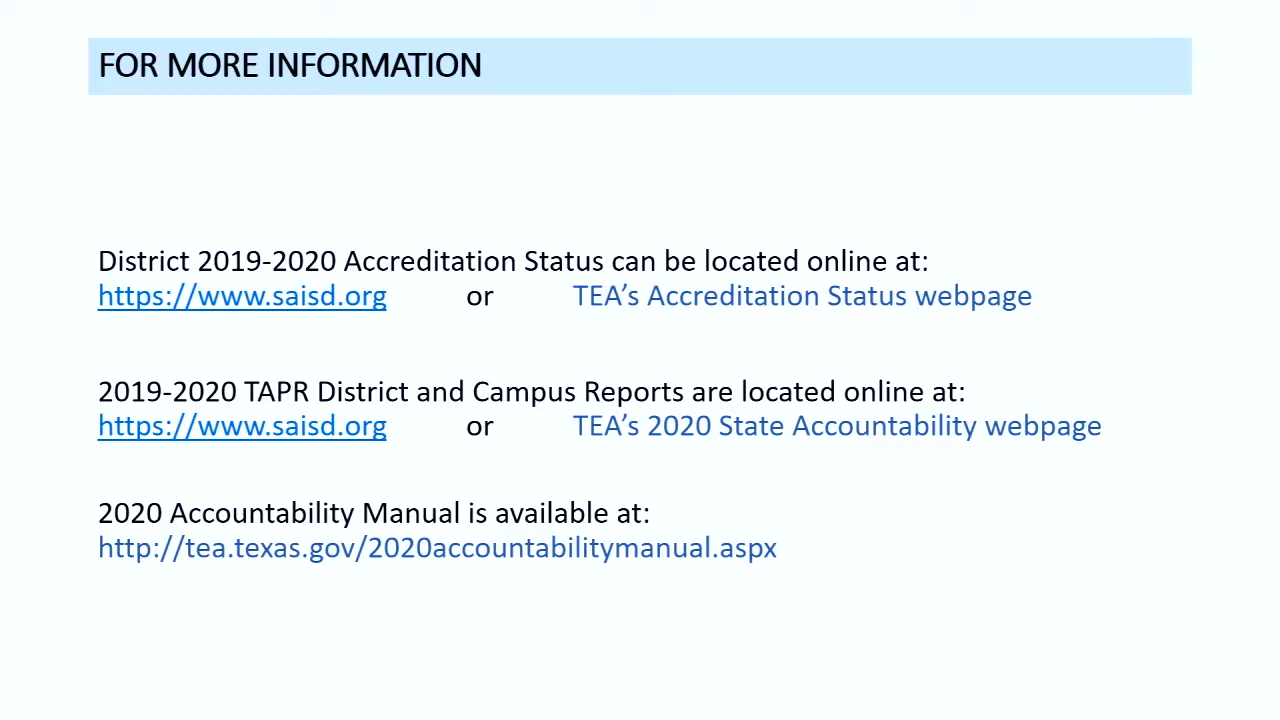 FOR MORE INFORMATION
District 2019-2020 Accreditation Status can be located online at:
https://www.saisd.org or TEA’s Accreditation Status webpage
2019-2020 TAPR District and Campus Reports are located online at:
https://www.saisd.org or TEA’s 2020 State Accountability webpage
2020 Accountability Manual is available at:
http://tea.texas.gov/2020accountabilitymanual.aspx